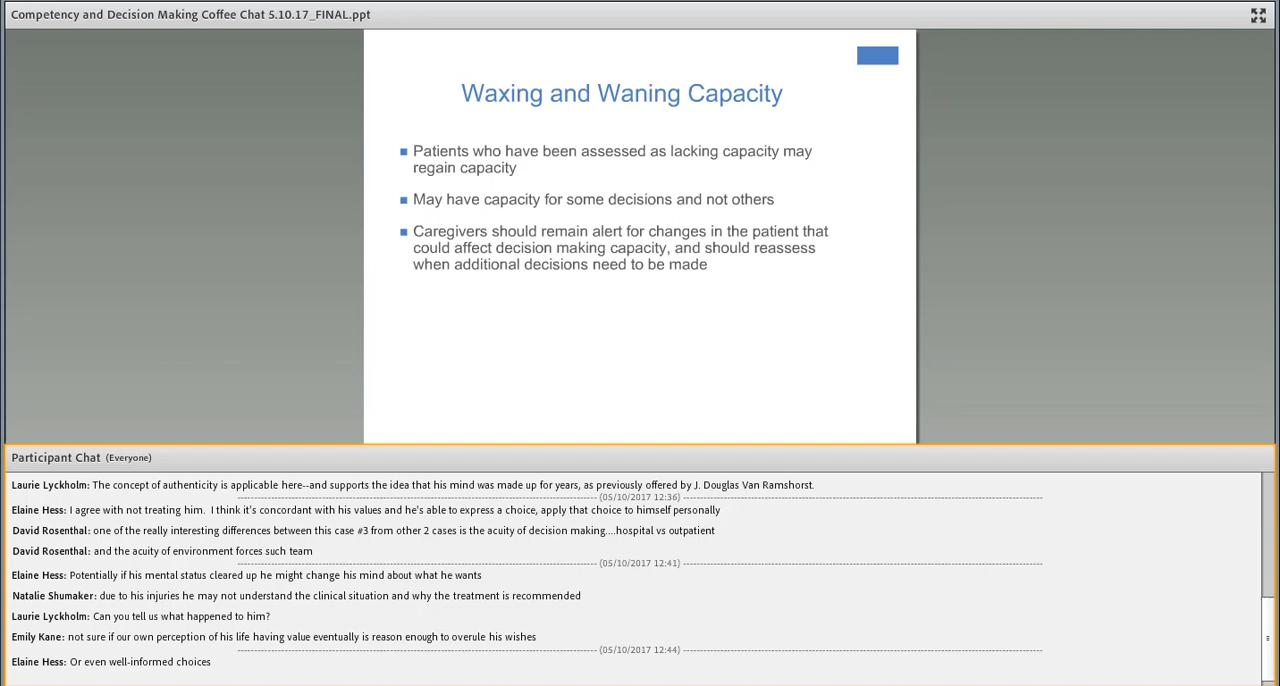 Competency and Decision Making Coffee Chat 5.10.17_FINAL.ppt
Waxing and Waning Capacity
Patients who have been assessed as lacking capacity may
regain capacity
May have capacity for some decisions and not others
Caregivers should remain alert for changes in the patient that
could affect decision making capacity, and should reassess
when additional decisions need to be made
Participant Chat (Everyone)
Laurie Lyckholm: The concept of authenticity is applicable here--and supports the idea that his mind was made up for years, as previously offered by J. Douglas Van Ramshorst.
(05/10/2017 12:36)
Elaine Hess: I agree with not treating him. I think it's concordant with his values and he's able to express a choice, apply that choice to himself personally
David Rosenthal: one of the really interesting differences between this case #3 from other 2 cases is the acuity of decision making....hospital vs outpatient
David Rosenthal: and the acuity of environment forces such team
(05/10/2017 12:41)
Elaine Hess: Potentially if his mental status cleared up he might change his mind about what he wants
Natalie Shumaker: due to his injuries he may not understand the clinical situation and why the treatment is recommended
Laurie Lyckholm: Can you tell us what happened to him?
Emily Kane: not sure if our own perception of his life having value eventually is reason enough to overule his wishes
(05/10/2017 12:44)
Elaine Hess: Or even well-informed choices